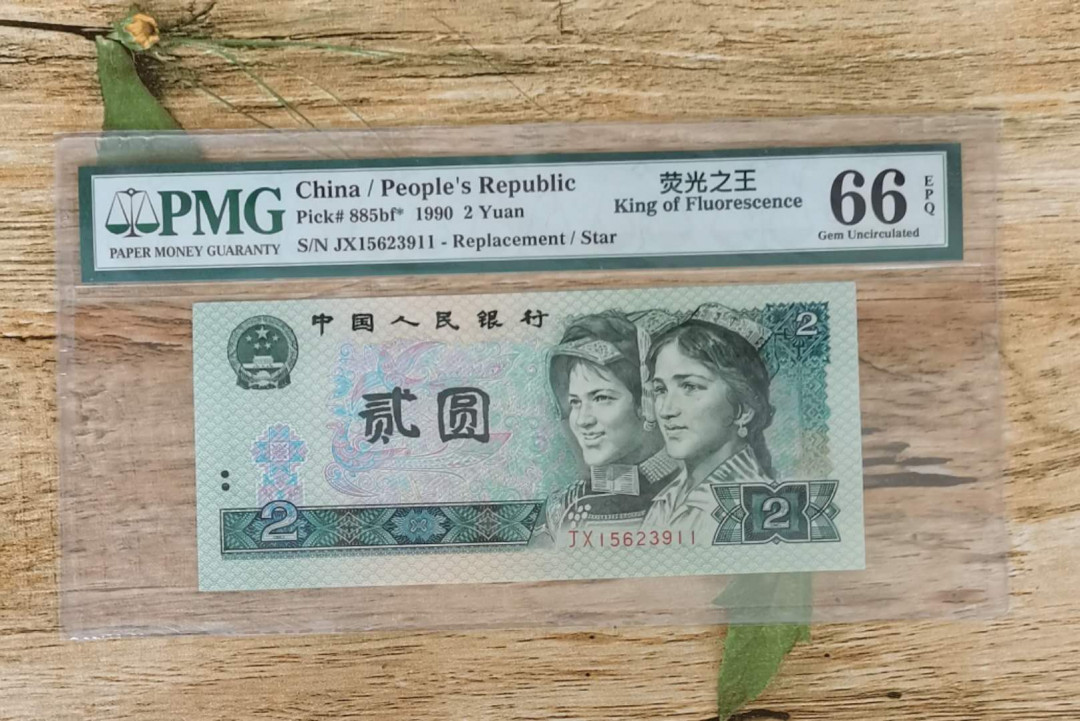 PMG
PAPER MONEY GUARANTY
China / People's Republic
Pick# 885bf* 1990 2 Yuan
S/N JX15623911 - Replacement / Star
荧光之王
King of Fluorescence
66
EPQ
Gem Uncirculated
中国人民银行
2
贰圆
2
2
JX15623911